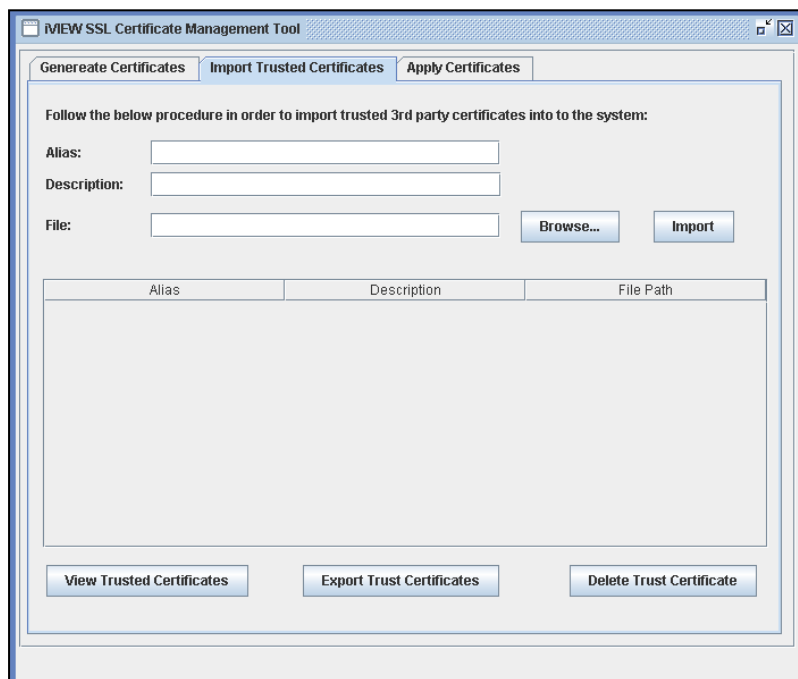 iVIEW SSL Certificate Management Tool
Genereate Certificates Import Trusted Certificates Apply Certificates
Follow the below procedure in order to import trusted 3rd party certificates into to the system:
Alias:
Description:
File: Browse... Import
Alias Description File Path
View Trusted Certificates Export Trust Certificates Delete Trust Certificate